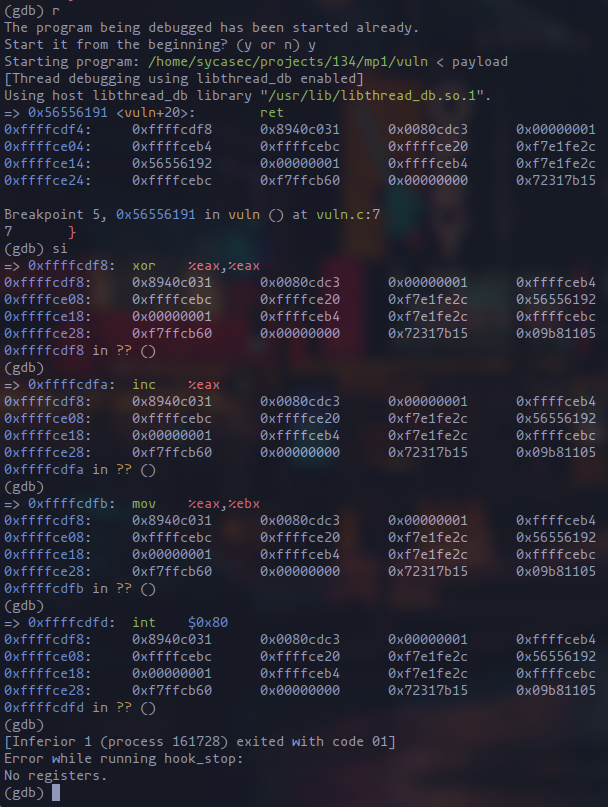 (gdb) r
The program being debugged has been started already.
Start it from the beginning? (y or n) y
Starting program: /home/sycasec/projects/134/mp1/vuln < payload
[Thread debugging using libthread_db enabled]
Using host libthread_db library "/usr/lib/libthread_db.so.1".
=> 0x56556191 <vuln+20>: ret
0xffffcdf4: 0xffffcdf8 0x8940c031 0x0080cdc3 0x00000001
0xffffce04: 0xffffceb4 0xffffcebc 0xffffce20 0xf7e1fe2c
0xffffce14: 0x56556192 0x00000001 0xffffceb4 0xf7e1fe2c
0xffffce24: 0xffffcebc 0xf7ffcb60 0x00000000 0x72317b15
Breakpoint 5, 0x56556191 in vuln () at vuln.c:7
7 }
(gdb) si
=> 0xffffcdf8: xor %eax,%eax
0xffffcdf8: 0x8940c031 0x0080cdc3 0x00000001 0xffffceb4
0xffffce08: 0xffffcebc 0xffffce20 0xf7e1fe2c 0x56556192
0xffffce18: 0x00000001 0xffffceb4 0xf7e1fe2c 0xffffcebc
0xffffce28: 0xf7ffcb60 0x00000000 0x72317b15 0x09b81105
0xffffcdf8 in ?? ()
(gdb)
=> 0xffffcdfa: inc %eax
0xffffcdf8: 0x8940c031 0x0080cdc3 0x00000001 0xffffceb4
0xffffce08: 0xffffcebc 0xffffce20 0xf7e1fe2c 0x56556192
0xffffce18: 0x00000001 0xffffceb4 0xf7e1fe2c 0xffffcebc
0xffffce28: 0xf7ffcb60 0x00000000 0x72317b15 0x09b81105
0xffffcdfa in ?? ()
(gdb)
=> 0xffffcdfb: mov %eax,%ebx
0xffffcdf8: 0x8940c031 0x0080cdc3 0x00000001 0xffffceb4
0xffffce08: 0xffffcebc 0xffffce20 0xf7e1fe2c 0x56556192
0xffffce18: 0x00000001 0xffffceb4 0xf7e1fe2c 0xffffcebc
0xffffce28: 0xf7ffcb60 0x00000000 0x72317b15 0x09b81105
0xffffcdfb in ?? ()
(gdb)
=> 0xffffcdfd: int $0x80
0xffffcdf8: 0x8940c031 0x0080cdc3 0x00000001 0xffffceb4
0xffffce08: 0xffffcebc 0xffffce20 0xf7e1fe2c 0x56556192
0xffffce18: 0x00000001 0xffffceb4 0xf7e1fe2c 0xffffcebc
0xffffce28: 0xf7ffcb60 0x00000000 0x72317b15 0x09b81105
0xffffcdfd in ?? ()
(gdb)
[Inferior 1 (process 161728) exited with code 01]
Error while running hook_stop:
No registers.
(gdb)